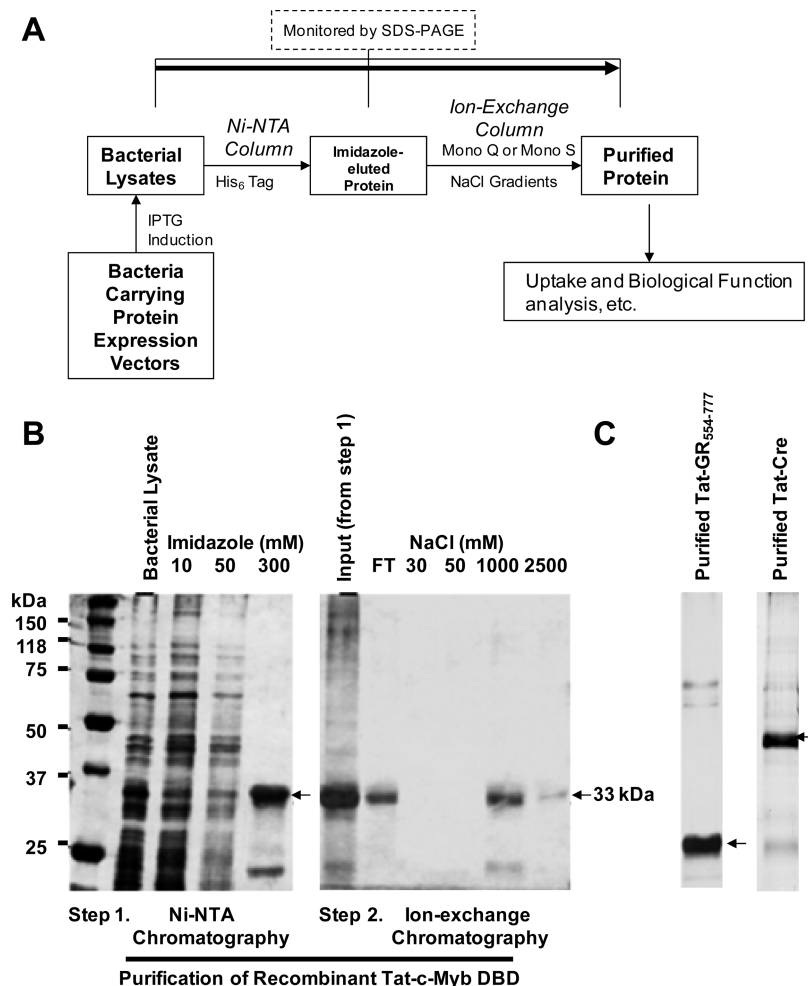 A
Monitored by SDS-PAGE
Ni-NTA
Column
Ion-Exchange
Column
Bacterial
Lysates
His6 Tag
Imidazole-
eluted
Protein
Mono Q or Mono S
NaCl Gradients
Purified
Protein
IPTG
Induction
Bacteria
Carrying
Protein
Expression
Vectors
Uptake and Biological Function
analysis, etc.
B
Bacterial Lysate
Imidazole (mM)
10 50 300
Input (from step 1)
NaCl (mM)
FT 30 50 1000 2500
kDa
150
118
75
50
37
25
33 kDa
Step 1. Ni-NTA
Chromatography
Step 2. Ion-exchange
Chromatography
Purification of Recombinant Tat-c-Myb DBD
C
Purified Tat-GR554-777
Purified Tat-Cre